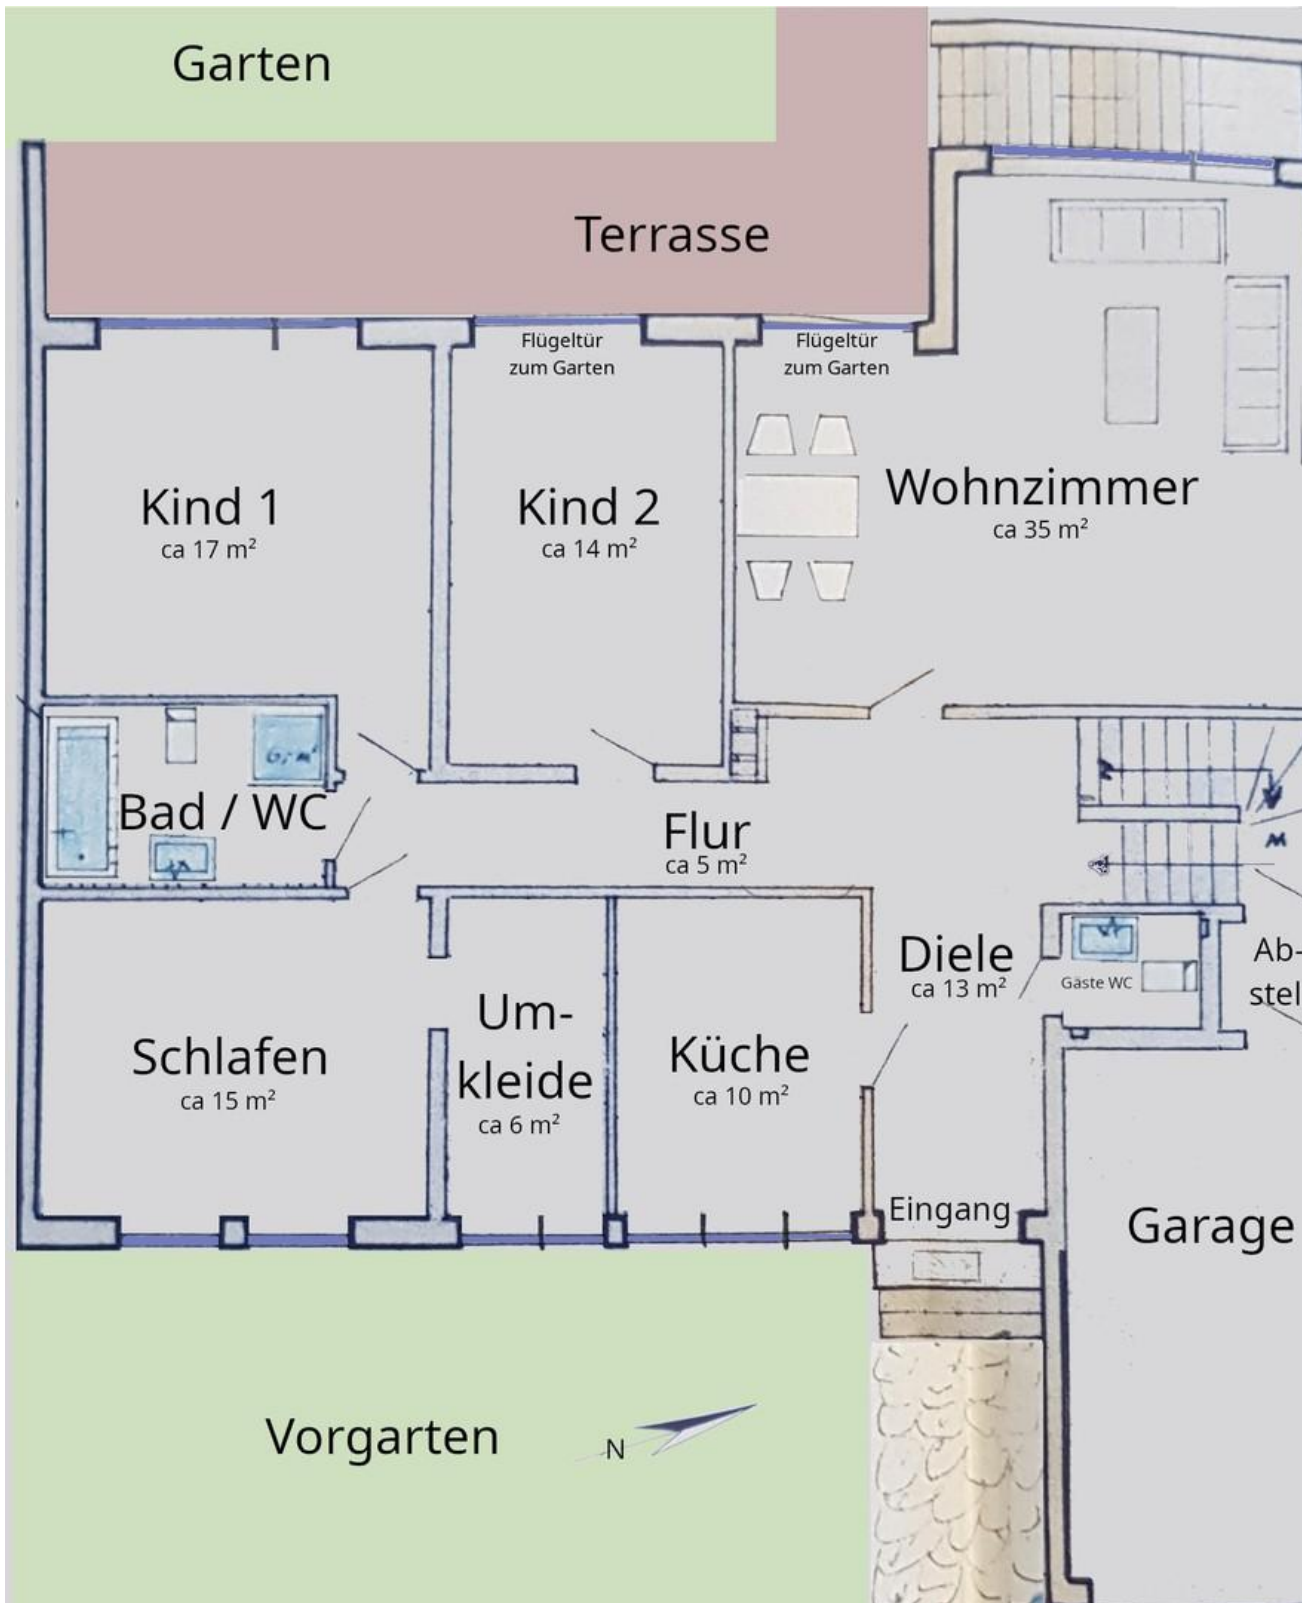 Garten
Terrasse
Flügeltür
zum Garten
Flügeltür
zum Garten
Kind 1
ca 17 m²
Kind 2
ca 14 m²
Wohnzimmer
ca 35 m²
Bad / WC
Flur
ca 5 m²
Diele
ca 13 m²
Gäste WC
Ab-
stel
Schlafen
ca 15 m²
Um-
kleide
ca 6 m²
Küche
ca 10 m²
Eingang
Garage
Vorgarten
N